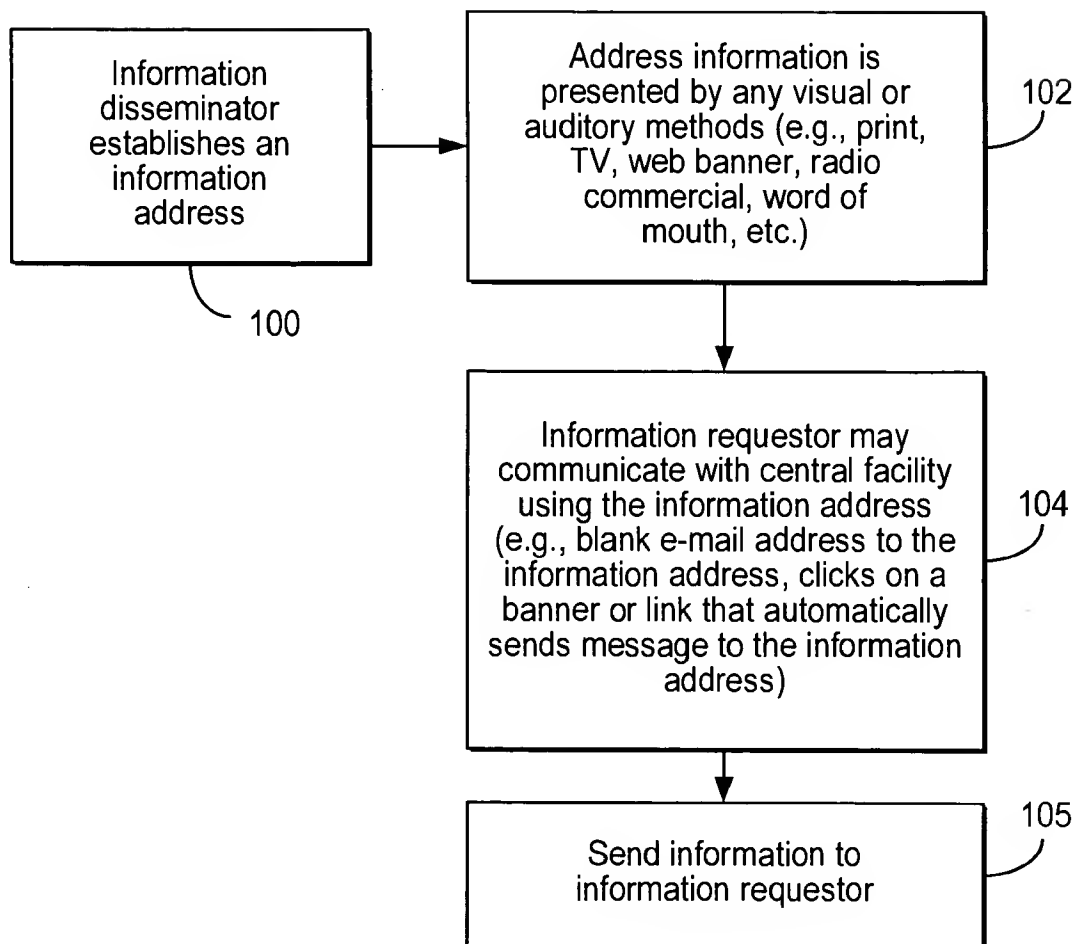 Information
disseminator
establishes an
information
address
100
Address information is
presented by any visual or
auditory methods (e.g., print,
TV, web banner, radio
commercial, word of
mouth, etc.)
102
Information requestor may
communicate with central facility
using the information address
(e.g., blank e-mail address to the
information address, clicks on a
banner or link that automatically
sends message to the information
address)
104
Send information to
information requestor
105